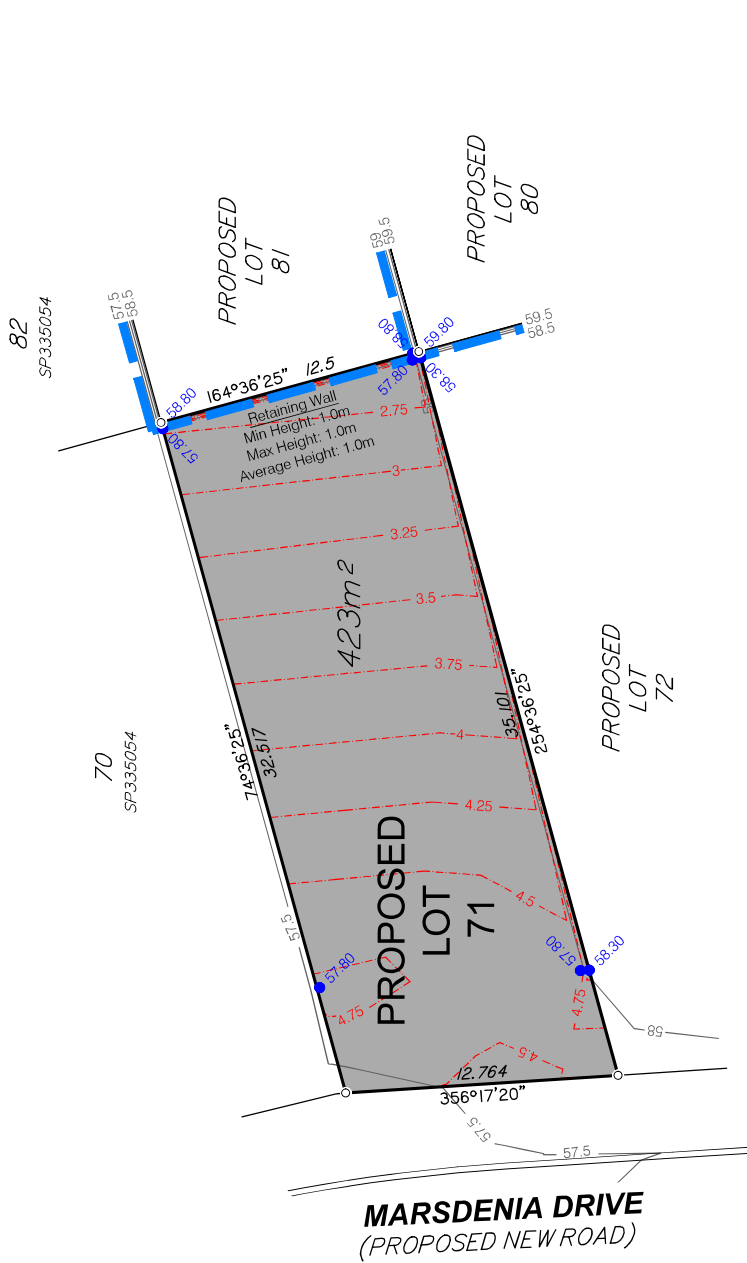 PROPOSED
LOT
80
PROPOSED
LOT
81
82
SP335054
59
59.5
57.5
58.5
59.5
58.5
58.80
59.80
57.80
58.30
58.80
57.80
164°36'25"
12.5
Retaining Wall
Min Height: 1.0m
Max Height: 1.0m
Average Height: 1.0m
2.75
3
3.25
3.5
3.75
4
4.25
4.5
423m²
PROPOSED
LOT
72
35.101
254°36'25"
74°36'25"
32.517
70
SP335054
PROPOSED
LOT
71
57.5
57.80
4.75
57.80
58.30
4.75
58
4.5
12.764
356°17'20"
57.5
57.5
MARSDENIA DRIVE
(PROPOSED NEW ROAD)